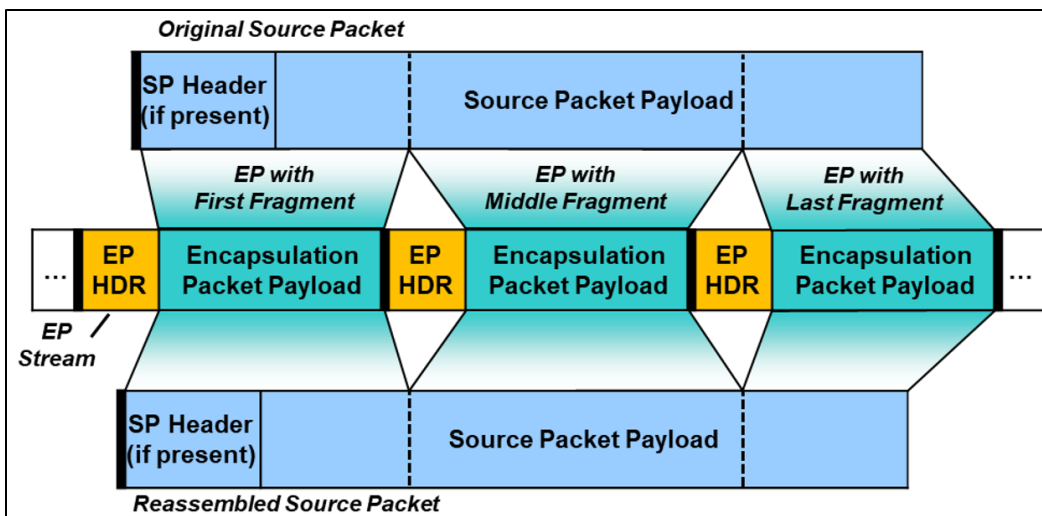 Original Source Packet
SP Header
(if present)
Source Packet Payload
EP with
First Fragment
EP with
Middle Fragment
EP with
Last Fragment
...
EP
HDR
Encapsulation
Packet Payload
EP
HDR
Encapsulation
Packet Payload
EP
HDR
Encapsulation
Packet Payload
...
EP
Stream
SP Header
(if present)
Source Packet Payload
Reassembled Source Packet